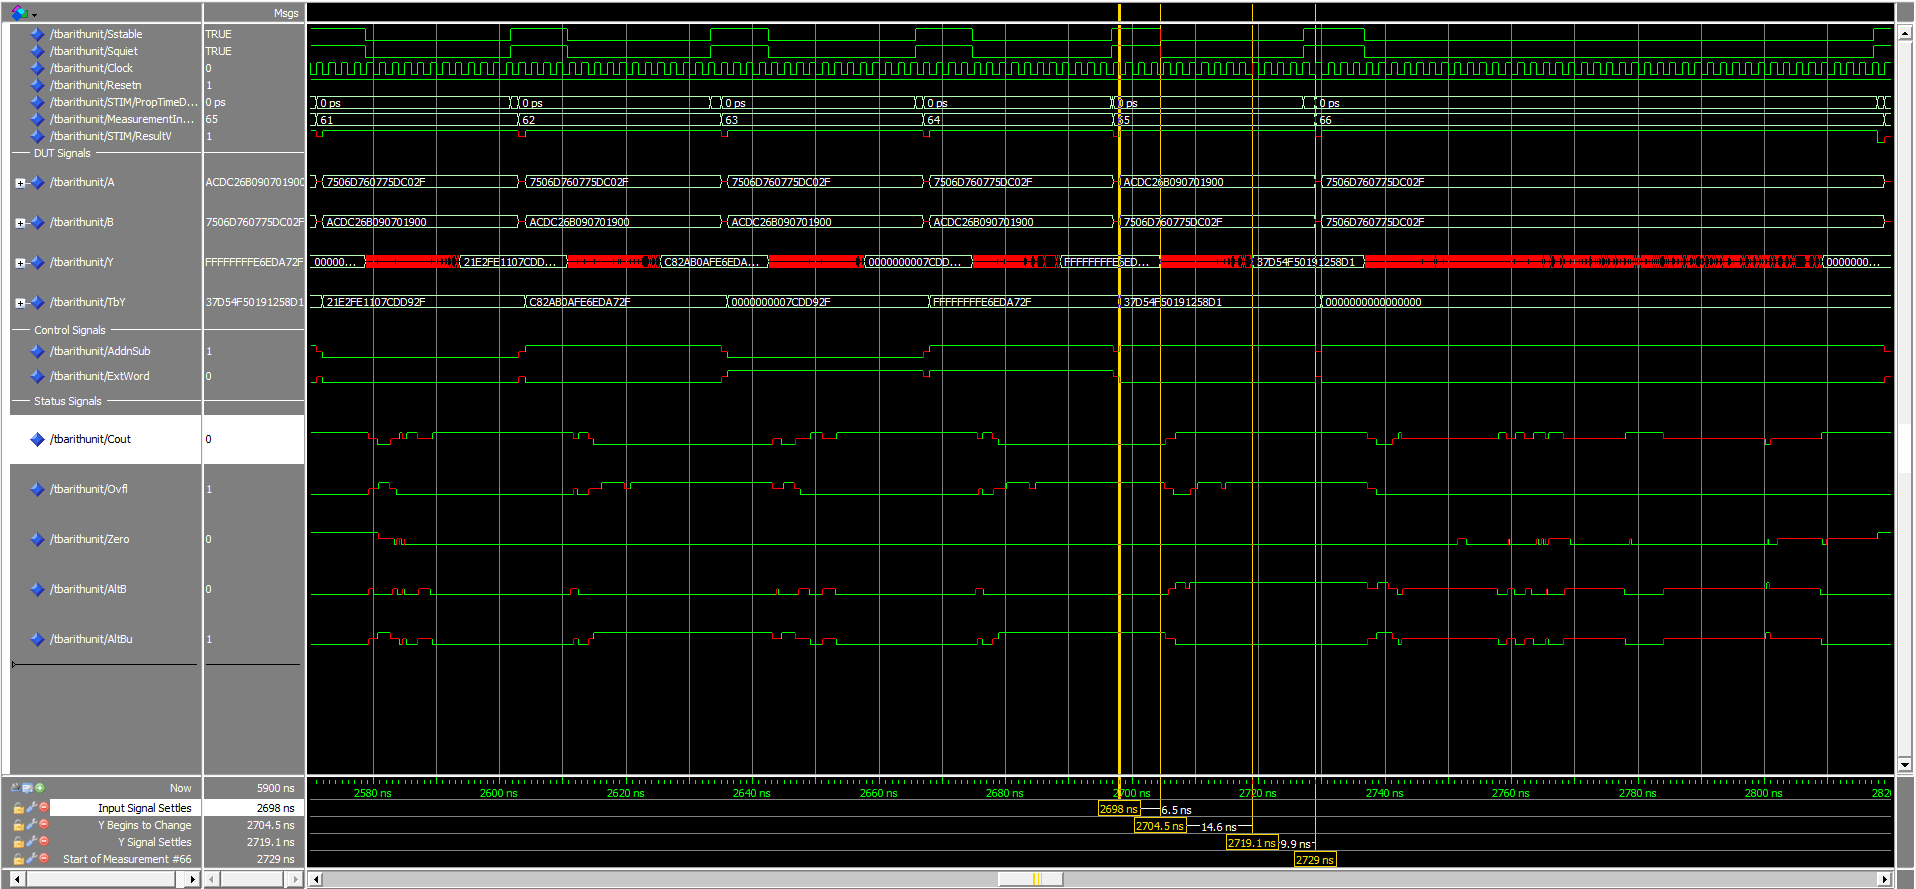 Msgs
/tbarithunit/Sstable TRUE
/tbarithunit/Squiet TRUE
/tbarithunit/Clock 0
/tbarithunit/Resetn 1
/tbarithunit/STIM/PropTimeD... 0 ps 0 ps 0 ps 0 ps 0 ps 0 ps 0 ps
/tbarithunit/MeasurementIn... 65 61 62 63 64 65 66
/tbarithunit/STIM/ResultV 1
DUT Signals
/tbarithunit/A ACDC26B090701900 7506D760775DC02F 7506D760775DC02F 7506D760775DC02F 7506D760775DC02F ACDC26B090701900 7506D760775DC02F
/tbarithunit/B 7506D760775DC02F ACDC26B090701900 ACDC26B090701900 ACDC26B090701900 ACDC26B090701900 7506D760775DC02F 7506D760775DC02F
/tbarithunit/Y FFFFFFFFE6EDA72F 00000... 21E2FE1107CDD... C82AB0AFE6EDA... 0000000007CDD... FFFFFFFFE6ED... 37D54F50191258D1 0000000...
/tbarithunit/TbY 37D54F50191258D1 21E2FE1107CDD92F C82AB0AFE6EDA72F 0000000007CDD92F FFFFFFFFE6EDA72F 37D54F50191258D1 0000000000000000
Control Signals
/tbarithunit/AddnSub 1
/tbarithunit/ExtWord 0
Status Signals
/tbarithunit/Cout 0
/tbarithunit/Ovfl 1
/tbarithunit/Zero 0
/tbarithunit/AltB 0
/tbarithunit/AltBu 1
Now 5900 ns 2580 ns 2600 ns 2620 ns 2640 ns 2660 ns 2680 ns 2700 ns 2720 ns 2740 ns 2760 ns 2780 ns 2800 ns 282
Input Signal Settles 2698 ns 2698 ns 6.5 ns
Y Begins to Change 2704.5 ns 2704.5 ns 14.6 ns
Y Signal Settles 2719.1 ns 2719.1 ns 9.9 ns
Start of Measurement #66 2729 ns 2729 ns